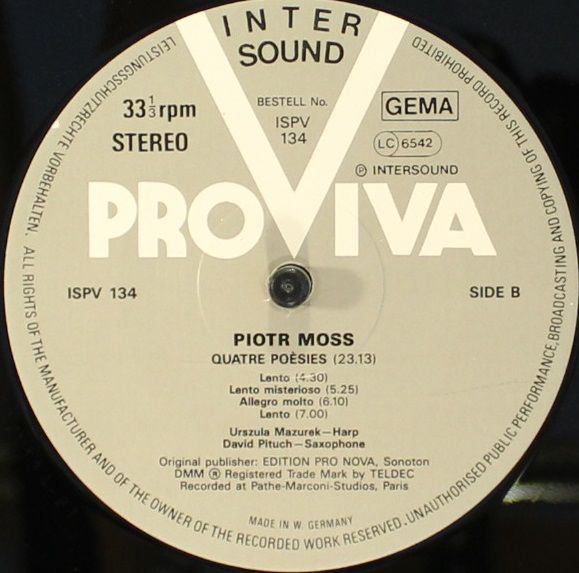 INTER
SOUND
33 1/3 rpm
STEREO
BESTELL No.
ISPV
134
GEMA
LC 6542
Ⓟ INTERSOUND
PROVIVA
ISPV 134
SIDE B
PIOTR MOSS
QUATRE POÈSIES (23.13)
Lento (4.30)
Lento misterioso (5.25)
Allegro molto (6.10)
Lento (7.00)
Urszula Mazurek—Harp
David Pituch—Saxophone
Original publisher: EDITION PRO NOVA, Sonoton
DMM ® Registered Trade Mark by TELDEC
Recorded at Pathe-Marconi-Studios, Paris
MADE IN W. GERMANY
LEISTUNGSSCHUTZRECHTE VORBEHALTEN. ALL RIGHTS OF THE MANUFACTURER AND OF THE OWNER OF THE RECORDED WORK RESERVED. UNAUTHORISED PUBLIC PERFORMANCE, BROADCASTING AND COPYING OF THIS RECORD PROHIBITED